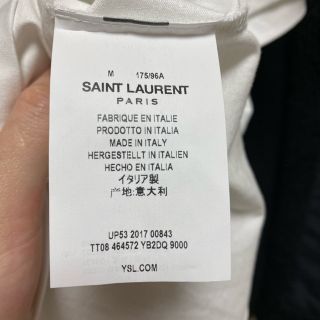 M 175/96A
SAINT LAURENT
PARIS
FABRIQUE EN ITALIE
PRODOTTO IN ITALIA
MADE IN ITALY
HERGESTELLT IN ITALIEN
HECHO EN ITALIA
イタリア製
地:意大利
UP53 2017 00843
TT08 464572 YB2DQ 9000
YSL.COM